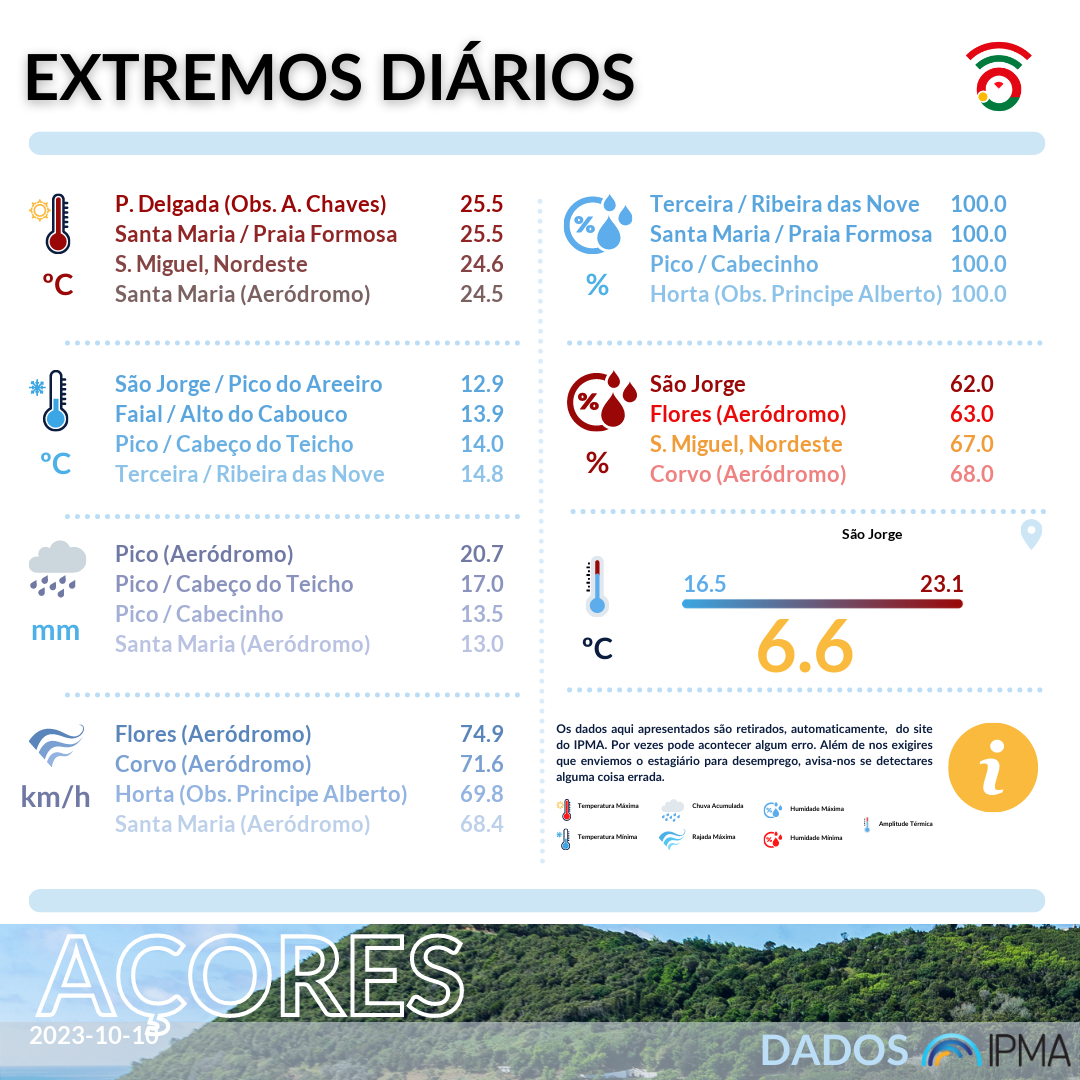 EXTREMOS DIÁRIOS
P. Delgada (Obs. A. Chaves) 25.5
Santa Maria / Praia Formosa 25.5
S. Miguel, Nordeste 24.6
Santa Maria (Aeródromo) 24.5
ºC
São Jorge / Pico do Areeiro 12.9
Faial / Alto do Cabouco 13.9
Pico / Cabeço do Teicho 14.0
Terceira / Ribeira das Nove 14.8
ºC
Pico (Aeródromo) 20.7
Pico / Cabeço do Teicho 17.0
Pico / Cabecinho 13.5
Santa Maria (Aeródromo) 13.0
mm
Flores (Aeródromo) 74.9
Corvo (Aeródromo) 71.6
Horta (Obs. Principe Alberto) 69.8
Santa Maria (Aeródromo) 68.4
km/h
%
Terceira / Ribeira das Nove 100.0
Santa Maria / Praia Formosa 100.0
Pico / Cabecinho 100.0
Horta (Obs. Principe Alberto) 100.0
%
%
São Jorge 62.0
Flores (Aeródromo) 63.0
S. Miguel, Nordeste 67.0
Corvo (Aeródromo) 68.0
%
São Jorge
16.5 23.1
6.6
ºC
Os dados aqui apresentados são retirados, automaticamente, do site
do IPMA. Por vezes pode acontecer algum erro. Além de nos exigires
que enviemos o estagiário para desemprego, avisa-nos se detectares
alguma coisa errada.
i
Temperatura Máxima Chuva Acumulada Humidade Máxima
Amplitude Térmica
Temperatura Mínima Rajada Máxima Humidade Mínima
AÇORES
2023-10-10
DADOS IPMA